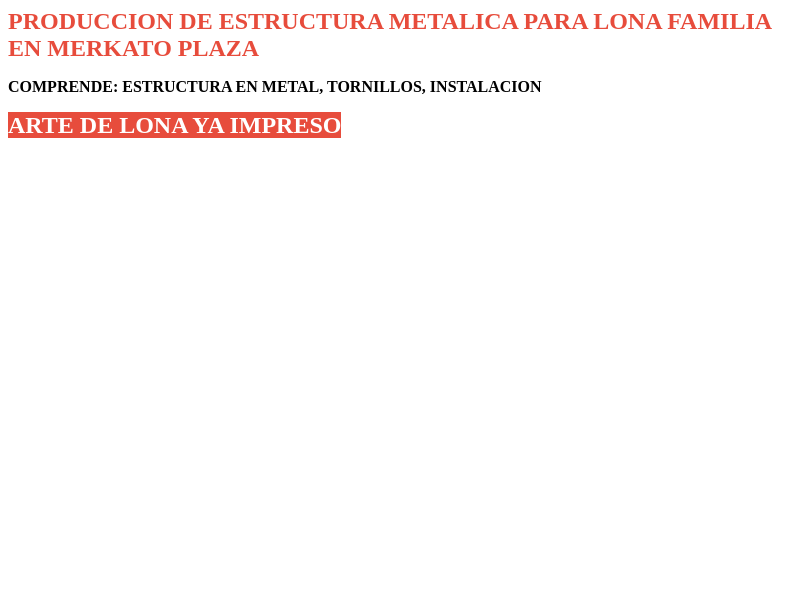 PRODUCCION DE ESTRUCTURA METALICA PARA LONA FAMILIA
EN MERKATO PLAZA
COMPRENDE: ESTRUCTURA EN METAL, TORNILLOS, INSTALACION
ARTE DE LONA YA IMPRESO